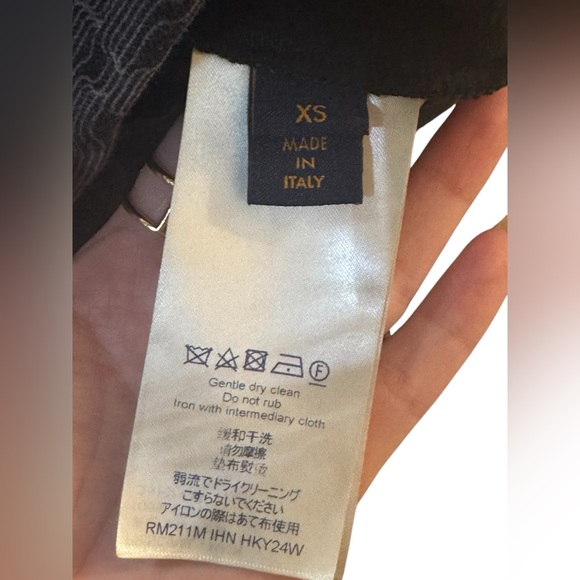 XS
MADE
IN
ITALY
F
Gentle dry clean
Do not rub
Iron with intermediary cloth
缓和干洗
请勿摩擦
垫布熨烫
弱流でドライクリーニング
こすらないでください
アイロンの際はあて布使用
RM211M IHN HKY24W